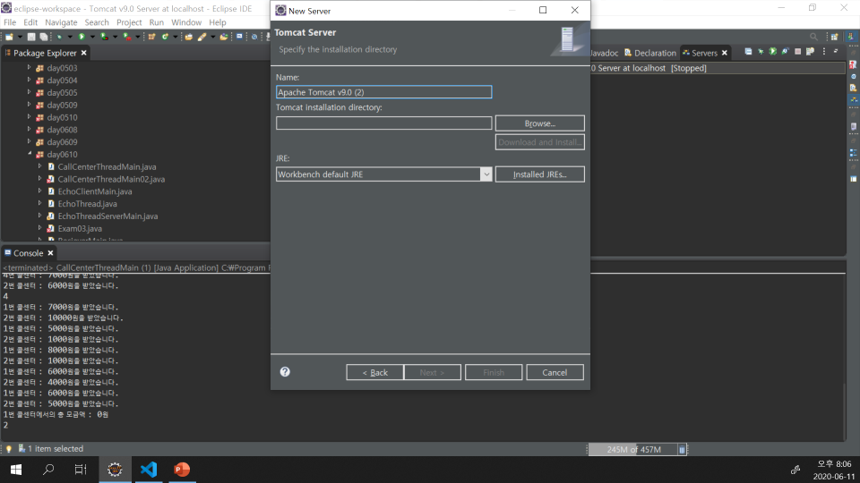 eclipse-workspace - Tomcat v9.0 Server at localhost - Eclipse IDE
File Edit Navigate Search Project Run Window Help
Package Explorer
day0503
day0504
day0505
day0509
day0510
day0608
day0609
day0610
CallCenterThreadMain.java
CallCenterThreadMain02.java
EchoClientMain.java
EchoThread.java
EchoThreadServerMain.java
Exam03.java
New Server
Tomcat Server
Specify the installation directory
Name:
Apache Tomcat v9.0 (2)
Tomcat installation directory:
Browse...
Download and Install...
JRE:
Workbench default JRE
Installed JREs...
< Back
Next >
Finish
Cancel
Javadoc Declaration Servers
0 Server at localhost [Stopped]
Console
<terminated> CallCenterThreadMain (1) [Java Application] C:₩Program
2번 콜센터 : 6000원을 받았습니다.
4
1번 콜센터 : 7000원을 받았습니다.
2번 콜센터 : 10000원을 받았습니다.
1번 콜센터 : 5000원을 받았습니다.
2번 콜센터 : 1000원을 받았습니다.
1번 콜센터 : 8000원을 받았습니다.
2번 콜센터 : 1000원을 받았습니다.
1번 콜센터 : 6000원을 받았습니다.
2번 콜센터 : 4000원을 받았습니다.
1번 콜센터 : 6000원을 받았습니다.
2번 콜센터 : 5000원을 받았습니다.
1번 콜센터에서의 총 모금액 : 0원
2
1 item selected
245M of 457M
오후 8:06
2020-06-11